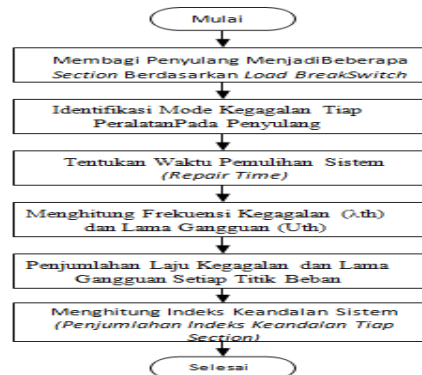 Mulai
Membagi Penyulang MenjadiBeberapa
Section Berdasarkan Load BreakSwitch
Identifikasi Mode Kegagalan Tiap
PeralatanPada Penyulang
Tentukan Waktu Pemulihan Sistem
(Repair Time)
Menghitung Frekuensi Kegagalan (λth)
dan Lama Gangguan (Uth)
Penjumlahan Laju Kegagalan dan Lama
Gangguan Setiap Titik Beban
Menghitung Indeks Keandalan Sistem
(Penjumlahan Indeks Keandalan Tiap
Section)
Selesai